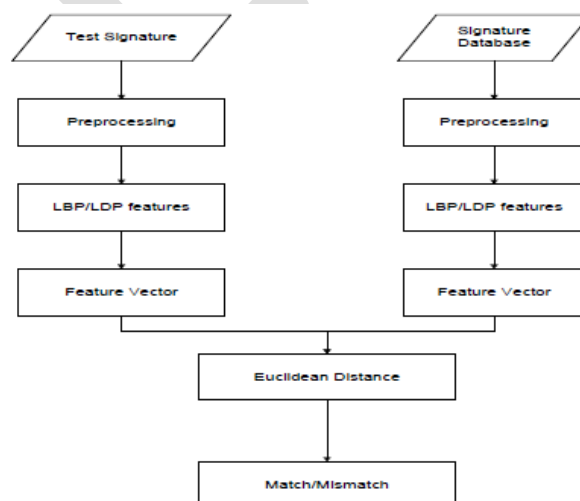 Test Signature
Signature
Database
Preprocessing
Preprocessing
LBP/LDP features
LBP/LDP features
Feature Vector
Feature Vector
Euclidean Distance
Match/Mismatch